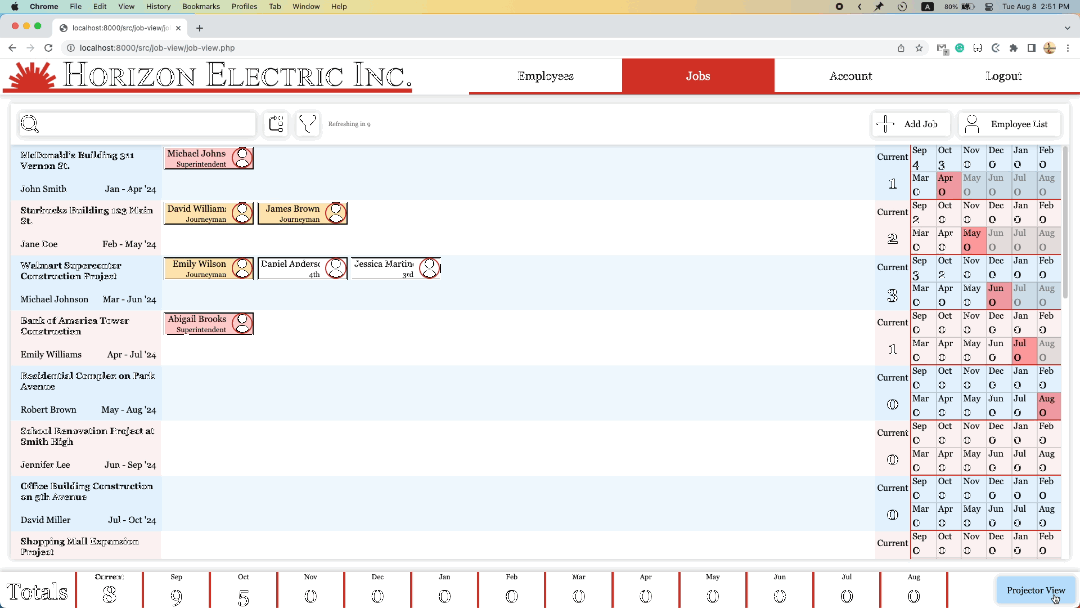 Chrome File Edit View History Bookmarks Profiles Tab Window Help A 80% Tue Aug 8 2:51 PM
localhost:8000/src/job-view/jo
localhost:8000/src/job-view/job-view.php
HORIZON ELECTRIC INC. Employees Jobs Account Logout
Refreshing in 9 Add Job Employee List
McDonald's Building 311 Vernon St.
John Smith Jan - Apr '24
Michael Johns
Superintendent
Current 1
Sep Oct Nov Dec Jan Feb
4 3 0 0 0 0
Mar Apr May Jun Jul Aug
0 0 0 0 0 0
Starbucks Building 123 Main St.
Jane Doe Feb - May '24
David William James Brown
Journeyman Journeyman
Current 2
Sep Oct Nov Dec Jan Feb
2 0 0 0 0 0
Mar Apr May Jun Jul Aug
0 0 0 0 0 0
Walmart Supercenter Construction Project
Michael Johnson Mar - Jun '24
Emily Wilson Daniel Anders Jessica Martin
Journeyman 4th 3rd
Current 3
Sep Oct Nov Dec Jan Feb
3 2 0 0 0 0
Mar Apr May Jun Jul Aug
0 0 0 0 0 0
Bank of America Tower Construction
Emily Williams Apr - Jul '24
Abigail Brooks
Superintendent
Current 1
Sep Oct Nov Dec Jan Feb
0 0 0 0 0 0
Mar Apr May Jun Jul Aug
0 0 0 0 0 0
Residential Complex on Park Avenue
Robert Brown May - Aug '24
Current 0
Sep Oct Nov Dec Jan Feb
0 0 0 0 0 0
Mar Apr May Jun Jul Aug
0 0 0 0 0 0
School Renovation Project at Smith High
Jennifer Lee Jun - Sep '24
Current 0
Sep Oct Nov Dec Jan Feb
0 0 0 0 0 0
Mar Apr May Jun Jul Aug
0 0 0 0 0 0
Office Building Construction on 5th Avenue
David Miller Jul - Oct '24
Current 0
Sep Oct Nov Dec Jan Feb
0 0 0 0 0 0
Mar Apr May Jun Jul Aug
0 0 0 0 0 0
Shopping Mall Expansion Project
Current
Sep Oct Nov Dec Jan Feb
0 0 0 0 0 0
Totals
Current Sep Oct Nov Dec Jan Feb Mar Apr May Jun Jul Aug
8 9 5 0 0 0 0 0 0 0 0 0 0
Projector View